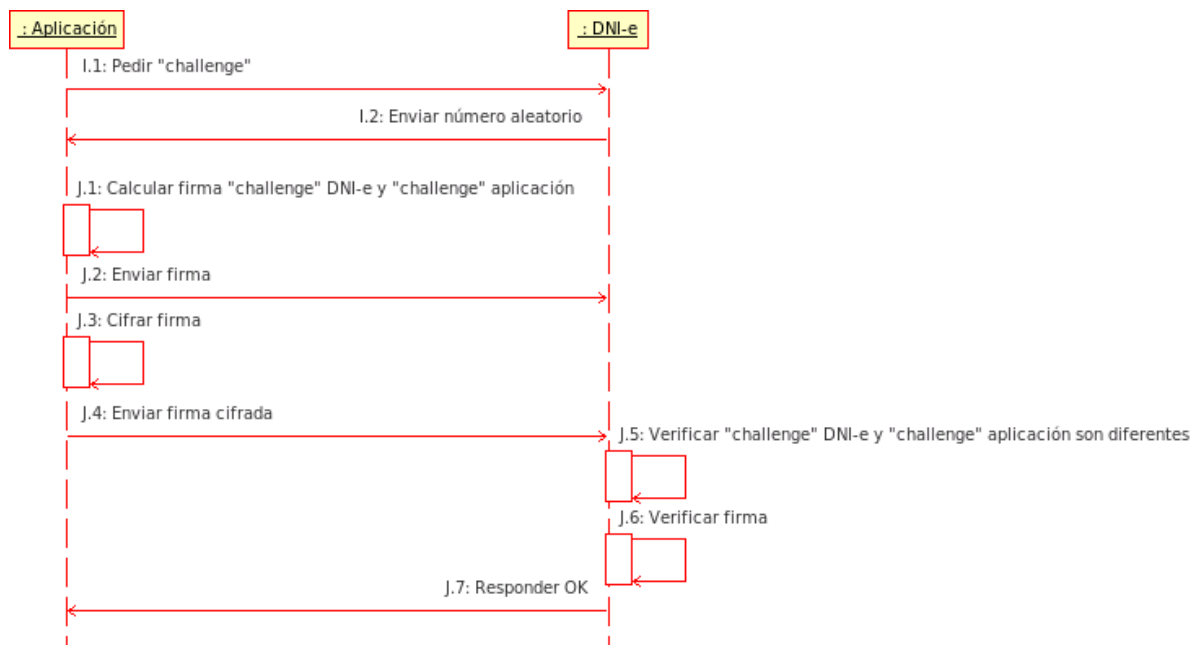 : Aplicación
: DNI-e
I.1: Pedir "challenge"
I.2: Enviar número aleatorio
J.1: Calcular firma "challenge" DNI-e y "challenge" aplicación
J.2: Enviar firma
J.3: Cifrar firma
J.4: Enviar firma cifrada
J.5: Verificar "challenge" DNI-e y "challenge" aplicación son diferentes
J.6: Verificar firma
J.7: Responder OK